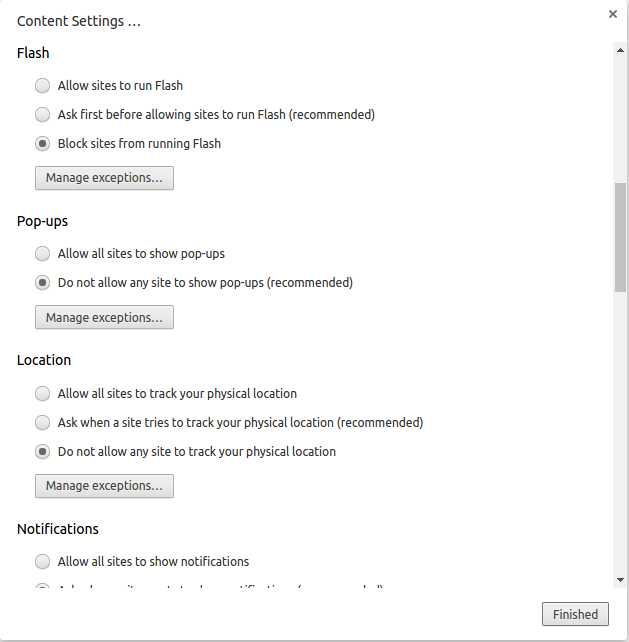 Content Settings ...
Flash
Allow sites to run Flash
Ask first before allowing sites to run Flash (recommended)
Block sites from running Flash
Manage exceptions...
Pop-ups
Allow all sites to show pop-ups
Do not allow any site to show pop-ups (recommended)
Manage exceptions...
Location
Allow all sites to track your physical location
Ask when a site tries to track your physical location (recommended)
Do not allow any site to track your physical location
Manage exceptions...
Notifications
Allow all sites to show notifications
Finished